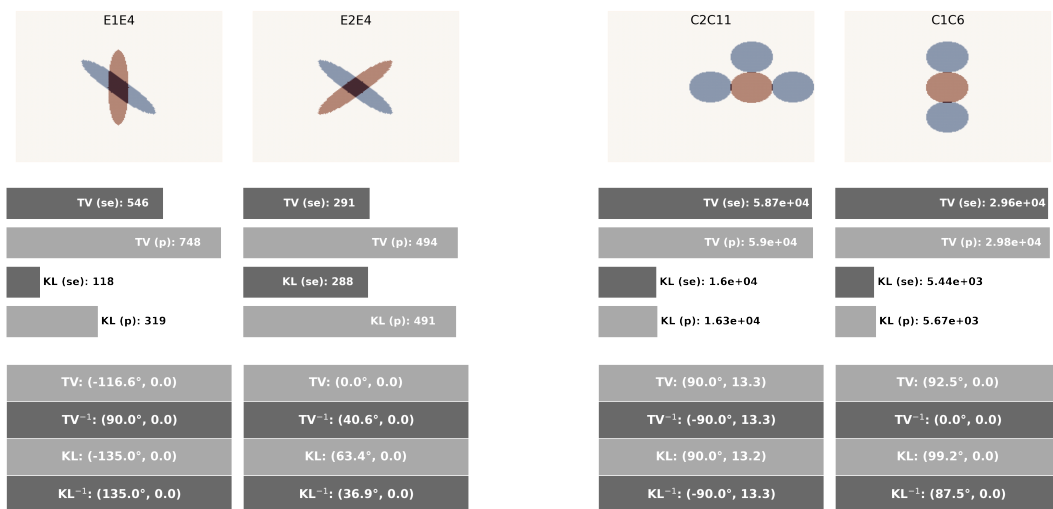 E1E4
E2E4
C2C11
C1C6
TV (se): 546
TV (se): 291
TV (se): 5.87e+04
TV (se): 2.96e+04
TV (p): 748
TV (p): 494
TV (p): 5.9e+04
TV (p): 2.98e+04
KL (se): 118
KL (se): 288
KL (se): 1.6e+04
KL (se): 5.44e+03
KL (p): 319
KL (p): 491
KL (p): 1.63e+04
KL (p): 5.67e+03
TV: (-116.6°, 0.0)
TV: (0.0°, 0.0)
TV: (90.0°, 13.3)
TV: (92.5°, 0.0)
TV⁻¹: (90.0°, 0.0)
TV⁻¹: (40.6°, 0.0)
TV⁻¹: (-90.0°, 13.3)
TV⁻¹: (0.0°, 0.0)
KL: (-135.0°, 0.0)
KL: (63.4°, 0.0)
KL: (90.0°, 13.2)
KL: (99.2°, 0.0)
KL⁻¹: (135.0°, 0.0)
KL⁻¹: (36.9°, 0.0)
KL⁻¹: (-90.0°, 13.3)
KL⁻¹: (87.5°, 0.0)